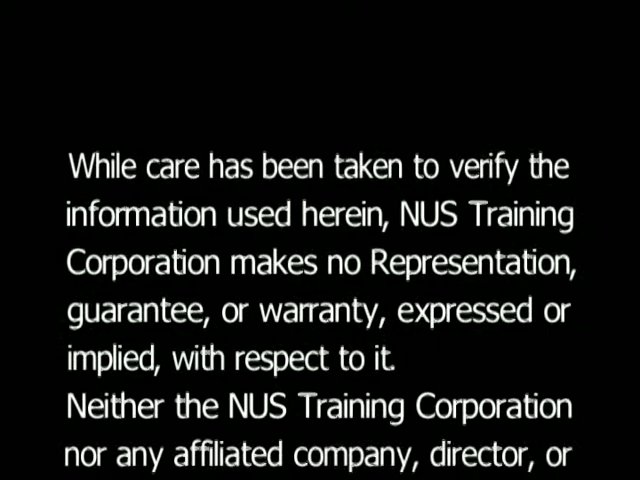 While care has been taken to verify the
information used herein, NUS Training
Corporation makes no Representation,
guarantee, or warranty, expressed or
implied, with respect to it.
Neither the NUS Training Corporation
nor any affiliated company, director, or